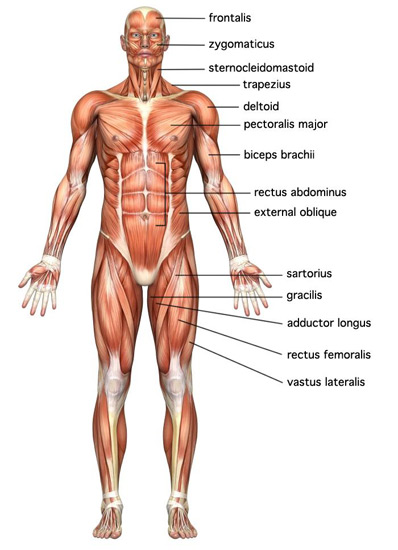 frontalis
zygomaticus
sternocleidomastoid
trapezius
deltoid
pectoralis major
biceps brachii
rectus abdominus
external oblique
sartorius
gracilis
adductor longus
rectus femoralis
vastus lateralis